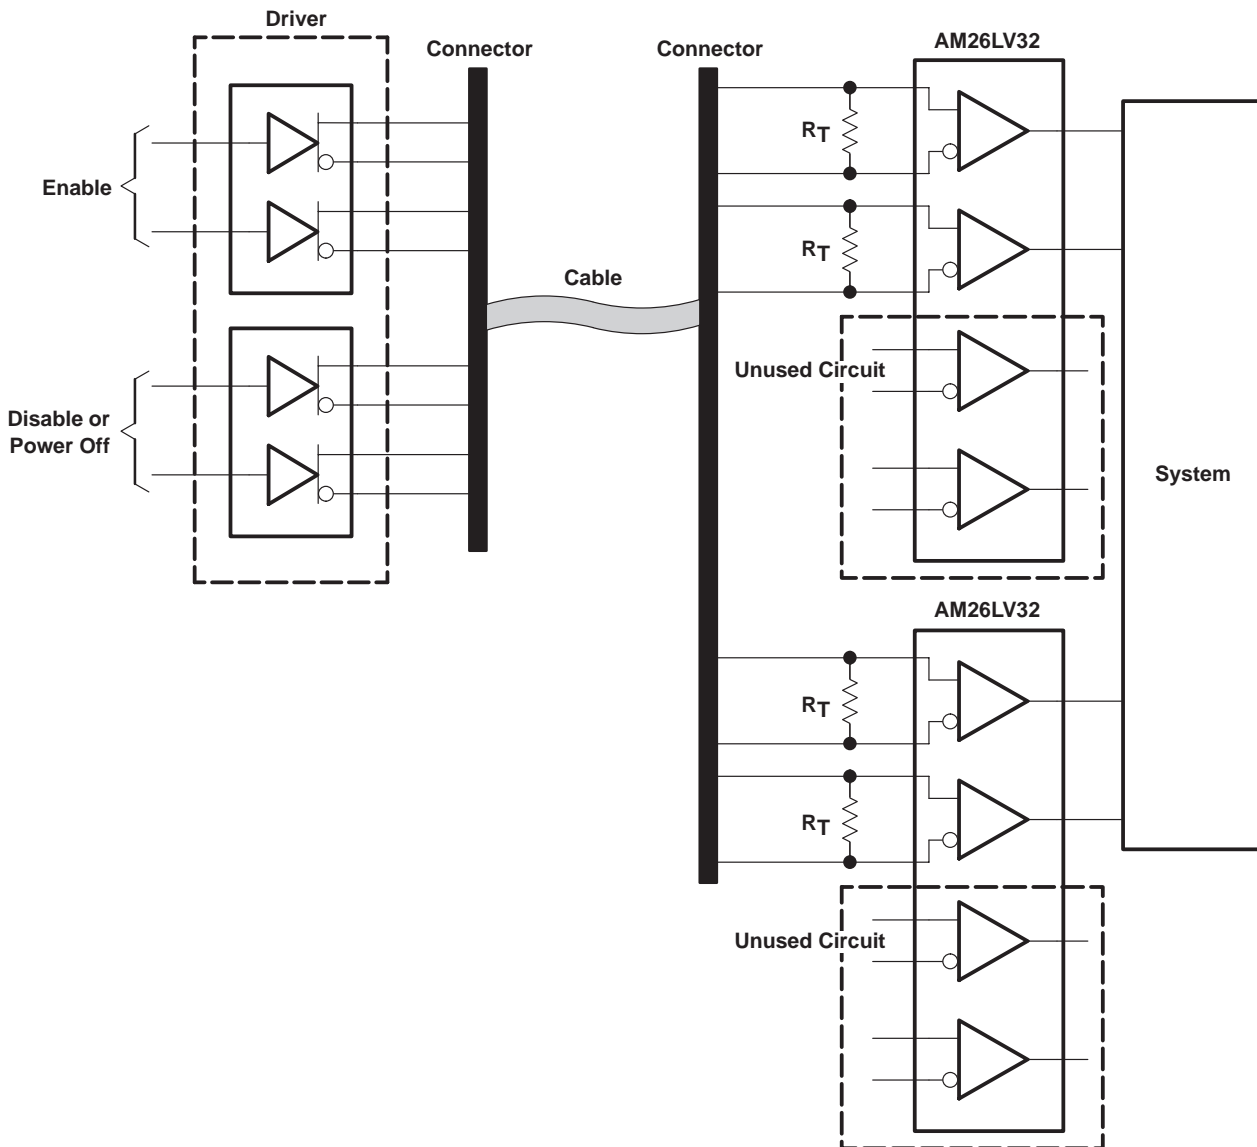 Driver
Connector
Connector
AM26LV32
RT
Enable
RT
Cable
Unused Circuit
Disable or
Power Off
System
AM26LV32
RT
RT
Unused Circuit